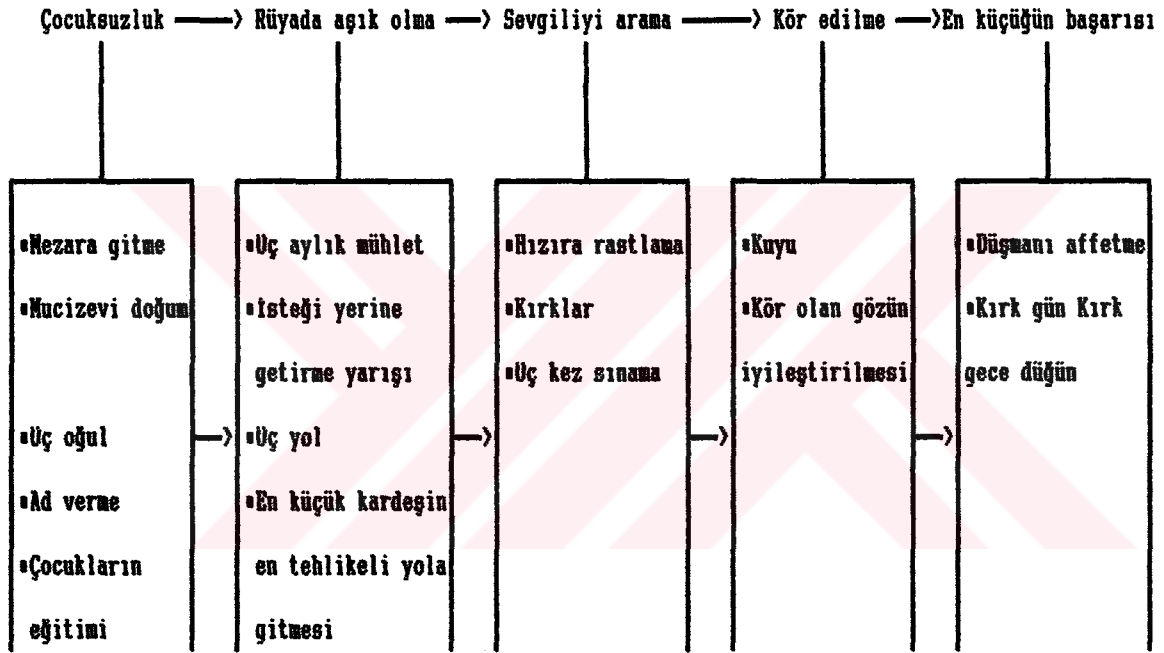 Çocuksuzluk ──〉 Rüyada aşık olma ──〉 Sevgiliyi arama ──〉 Kör edilme ──〉En küçüğün başarısı
▪Mezara gitme
▪Mucizevi doğum
▪Üç oğul
▪Ad verme
▪Çocukların
eğitimi
▪Üç aylık mühlet
▪İsteği yerine
getirme yarışı
▪Üç yol
▪En küçük kardeşin
en tehlikeli yola
gitmesi
▪Hızıra rastlama
▪Kırklar
▪Üç kez sınama
▪Kuyu
▪Kör olan gözün
iyileştirilmesi
▪Düşmanı affetme
▪Kırk gün Kırk
gece düğün